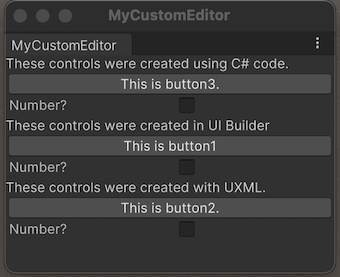 MyCustomEditor
MyCustomEditor
These controls were created using C# code.
This is button3.
Number?
These controls were created in UI Builder
This is button1
Number?
These controls were created with UXML.
This is button2.
Number?